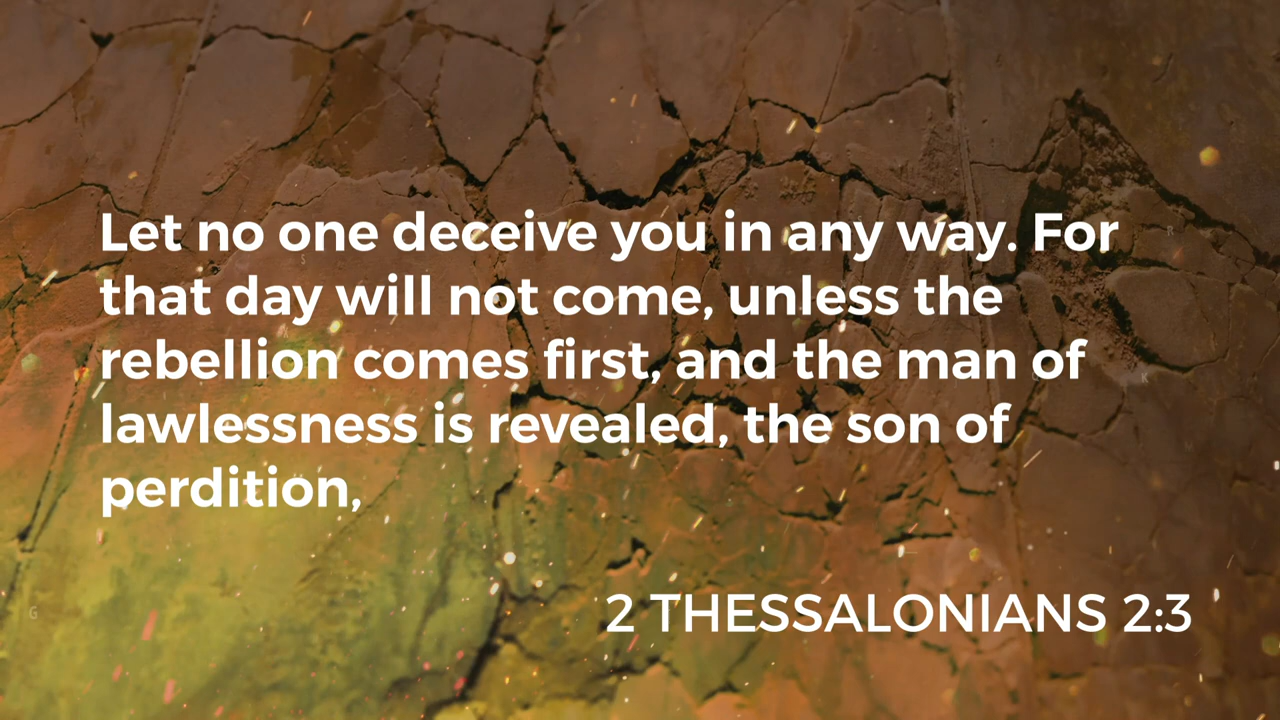 Let no one deceive you in any way. For
that day will not come, unless the
rebellion comes first, and the man of
lawlessness is revealed, the son of
perdition,
2 THESSALONIANS 2:3
S
R
K
G